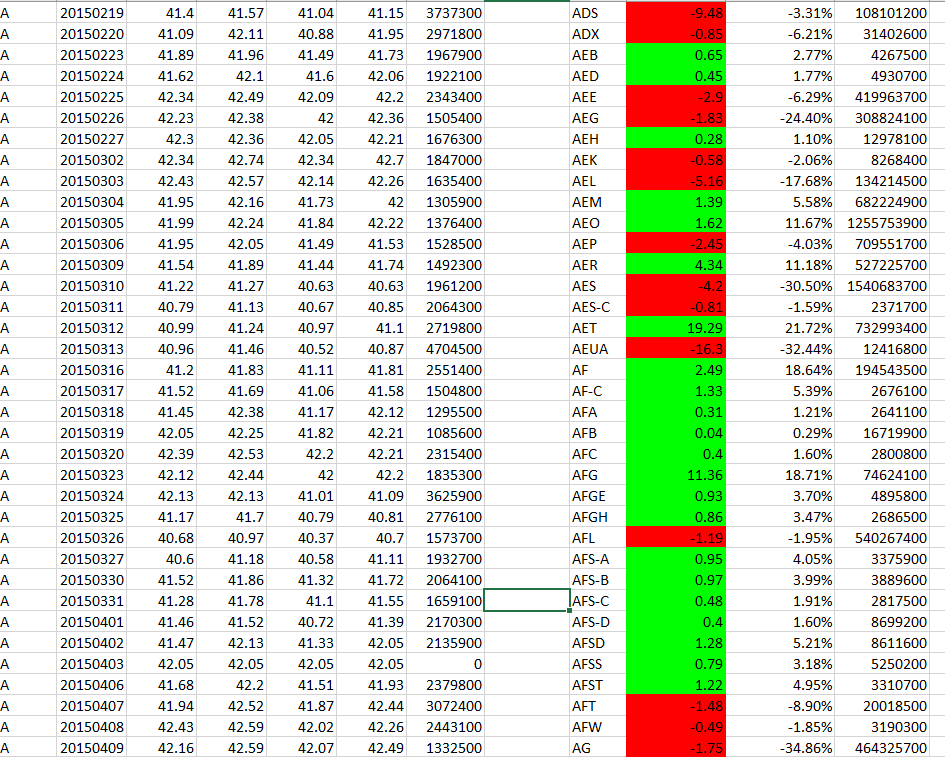 A 20150219 41.4 41.57 41.04 41.15 3737300 ADS -9.48 -3.31% 108101200
A 20150220 41.09 42.11 40.88 41.95 2971800 ADX -0.85 -6.21% 31402600
A 20150223 41.89 41.96 41.49 41.73 1967900 AEB 0.65 2.77% 4267500
A 20150224 41.62 42.1 41.6 42.06 1922100 AED 0.45 1.77% 4930700
A 20150225 42.34 42.49 42.09 42.2 2343400 AEE -2.9 -6.29% 419963700
A 20150226 42.23 42.38 42 42.36 1505400 AEG -1.83 -24.40% 308824100
A 20150227 42.3 42.36 42.05 42.21 1676300 AEH 0.28 1.10% 12978100
A 20150302 42.34 42.74 42.34 42.7 1847000 AEK -0.58 -2.06% 8268400
A 20150303 42.43 42.57 42.14 42.26 1635400 AEL -5.16 -17.68% 134214500
A 20150304 41.95 42.16 41.73 42 1305900 AEM 1.39 5.58% 682224900
A 20150305 41.99 42.24 41.84 42.22 1376400 AEO 1.62 11.67% 1255753900
A 20150306 41.95 42.05 41.49 41.53 1528500 AEP -2.45 -4.03% 709551700
A 20150309 41.54 41.89 41.44 41.74 1492300 AER 4.34 11.18% 527225700
A 20150310 41.22 41.27 40.63 40.63 1961200 AES -4.2 -30.50% 1540683700
A 20150311 40.79 41.13 40.67 40.85 2064300 AES-C -0.81 -1.59% 2371700
A 20150312 40.99 41.24 40.97 41.1 2719800 AET 19.29 21.72% 732993400
A 20150313 40.96 41.46 40.52 40.87 4704500 AEUA -16.3 -32.44% 12416800
A 20150316 41.2 41.83 41.11 41.81 2551400 AF 2.49 18.64% 194543500
A 20150317 41.52 41.69 41.06 41.58 1504800 AF-C 1.33 5.39% 2676100
A 20150318 41.45 42.38 41.17 42.12 1295500 AFA 0.31 1.21% 2641100
A 20150319 42.05 42.25 41.82 42.21 1085600 AFB 0.04 0.29% 16719900
A 20150320 42.39 42.53 42.2 42.21 2315400 AFC 0.4 1.60% 2800800
A 20150323 42.12 42.44 42 42.2 1835300 AFG 11.36 18.71% 74624100
A 20150324 42.13 42.13 41.01 41.09 3625900 AFGE 0.93 3.70% 4895800
A 20150325 41.17 41.7 40.79 40.81 2776100 AFGH 0.86 3.47% 2686500
A 20150326 40.68 40.97 40.37 40.7 1573700 AFL -1.19 -1.95% 540267400
A 20150327 40.6 41.18 40.58 41.11 1932700 AFS-A 0.95 4.05% 3375900
A 20150330 41.52 41.86 41.32 41.72 2064100 AFS-B 0.97 3.99% 3889600
A 20150331 41.28 41.78 41.1 41.55 1659100 AFS-C 0.48 1.91% 2817500
A 20150401 41.46 41.52 40.72 41.39 2170300 AFS-D 0.4 1.60% 8699200
A 20150402 41.47 42.13 41.33 42.05 2135900 AFSD 1.28 5.21% 8611600
A 20150403 42.05 42.05 42.05 42.05 0 AFSS 0.79 3.18% 5250200
A 20150406 41.68 42.2 41.51 41.93 2379800 AFST 1.22 4.95% 3310700
A 20150407 41.94 42.52 41.87 42.44 3072400 AFT -1.48 -8.90% 20018500
A 20150408 42.43 42.59 42.02 42.26 2443100 AFW -0.49 -1.85% 3190300
A 20150409 42.16 42.59 42.07 42.49 1332500 AG -1.75 -34.86% 464325700